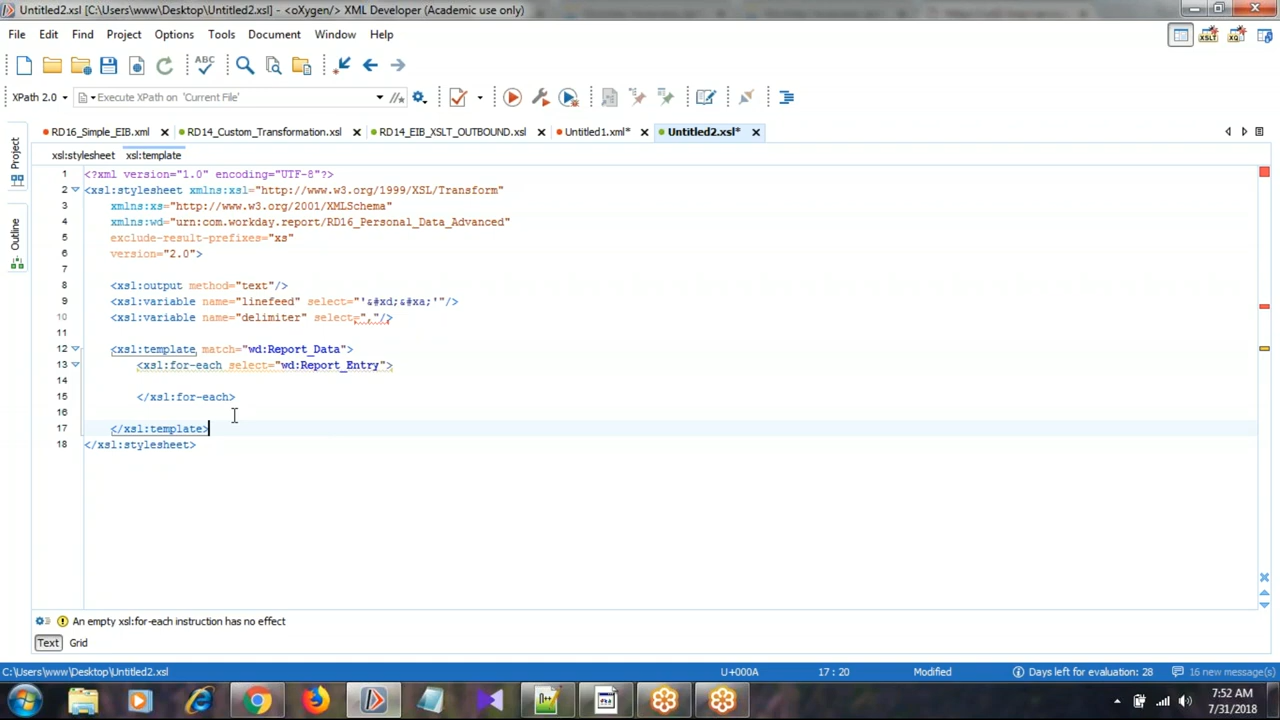 Untitled2.xsl [C:\Users\www\Desktop\Untitled2.xsl] - <oXygen/> XML Developer (Academic use only)
File Edit Find Project Options Tools Document Window Help
ABC
XPath 2.0 Execute XPath on 'Current File'
RD16_Simple_EIB.xml RD14_Custom_Transformation.xsl RD14_EIB_XSLT_OUTBOUND.xsl Untitled1.xml* Untitled2.xsl*
Project
Outline
xsl:stylesheet xsl:template
1 <?xml version="1.0" encoding="UTF-8"?>
2 <xsl:stylesheet xmlns:xsl="http://www.w3.org/1999/XSL/Transform"
3 xmlns:xs="http://www.w3.org/2001/XMLSchema"
4 xmlns:wd="urn:com.workday.report/RD16_Personal_Data_Advanced"
5 exclude-result-prefixes="xs"
6 version="2.0">
7
8 <xsl:output method="text"/>
9 <xsl:variable name="linefeed" select="'&#xd;&#xa;'"/>
10 <xsl:variable name="delimiter" select=","/>
11
12 <xsl:template match="wd:Report_Data">
13 <xsl:for-each select="wd:Report_Entry">
14
15 </xsl:for-each>
16
17 </xsl:template>
18 </xsl:stylesheet>
An empty xsl:for-each instruction has no effect
Text Grid
C:\Users\www\Desktop\Untitled2.xsl U+000A 17 : 20 Modified Days left for evaluation: 28 16 new message(s)
7:52 AM
7/31/2018